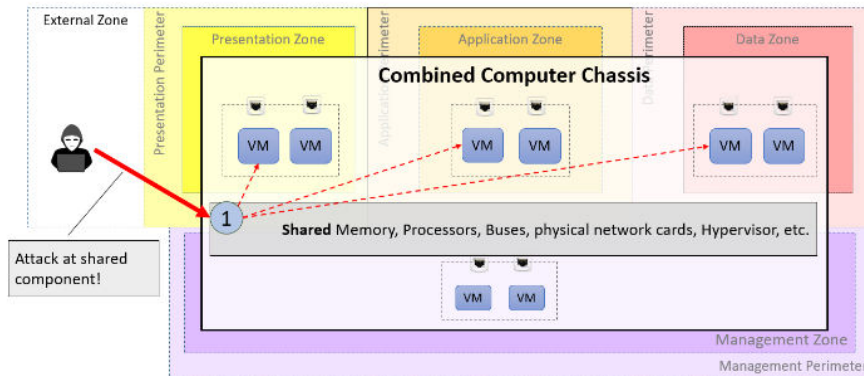 External Zone
Presentation Perimeter
Presentation Zone
Application Perimeter
Application Zone
Data Perimeter
Data Zone
Combined Computer Chassis
VM
VM
VM
VM
VM
VM
1
Shared Memory, Processors, Buses, physical network cards, Hypervisor, etc.
Attack at shared
component!
VM
VM
Management Zone
Management Perimeter